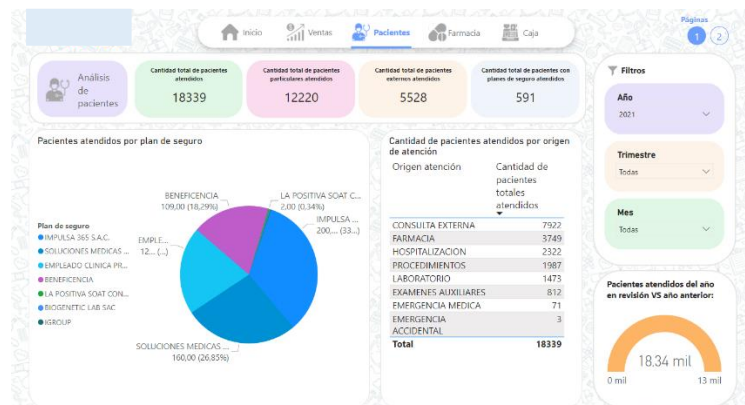 Inicio
Ventas
Pacientes
Farmacia
Caja
Páginas
1
2
Análisis
de
pacientes
Cantidad total de pacientes
atendidos
18339
Cantidad total de pacientes
particulares atendidos
12220
Cantidad total de pacientes
externos atendidos
5528
Cantidad total de pacientes con
planes de seguro atendidos
591
Filtros
Año
2021
Trimestre
Todas
Mes
Todas
Pacientes atendidos por plan de seguro
BENEFICENCIA
109,00 (18,29%)
LA POSITIVA SOAT C...
2,00 (0,34%)
IMPULSA ...
200,... (33...)
EMPLE...
12... (...)
SOLUCIONES MEDICAS ...
160,00 (26,85%)
Plan de seguro
IMPULSA 365 S.A.C.
SOLUCIONES MEDICAS ...
EMPLEADO CLINICA PR...
BENEFICENCIA
LA POSITIVA SOAT CON...
BIOGENETIC LAB SAC
IGROUP
Cantidad de pacientes atendidos por origen
de atención
Origen atención
Cantidad de
pacientes
totales
atendidos
CONSULTA EXTERNA 7922
FARMACIA 3749
HOSPITALIZACION 2322
PROCEDIMIENTOS 1987
LABORATORIO 1473
EXAMENES AUXILIARES 812
EMERGENCIA MEDICA 71
EMERGENCIA 3
ACCIDENTAL
Total 18339
Pacientes atendidos del año
en revisión VS año anterior:
18.34 mil
0 mil
13 mil